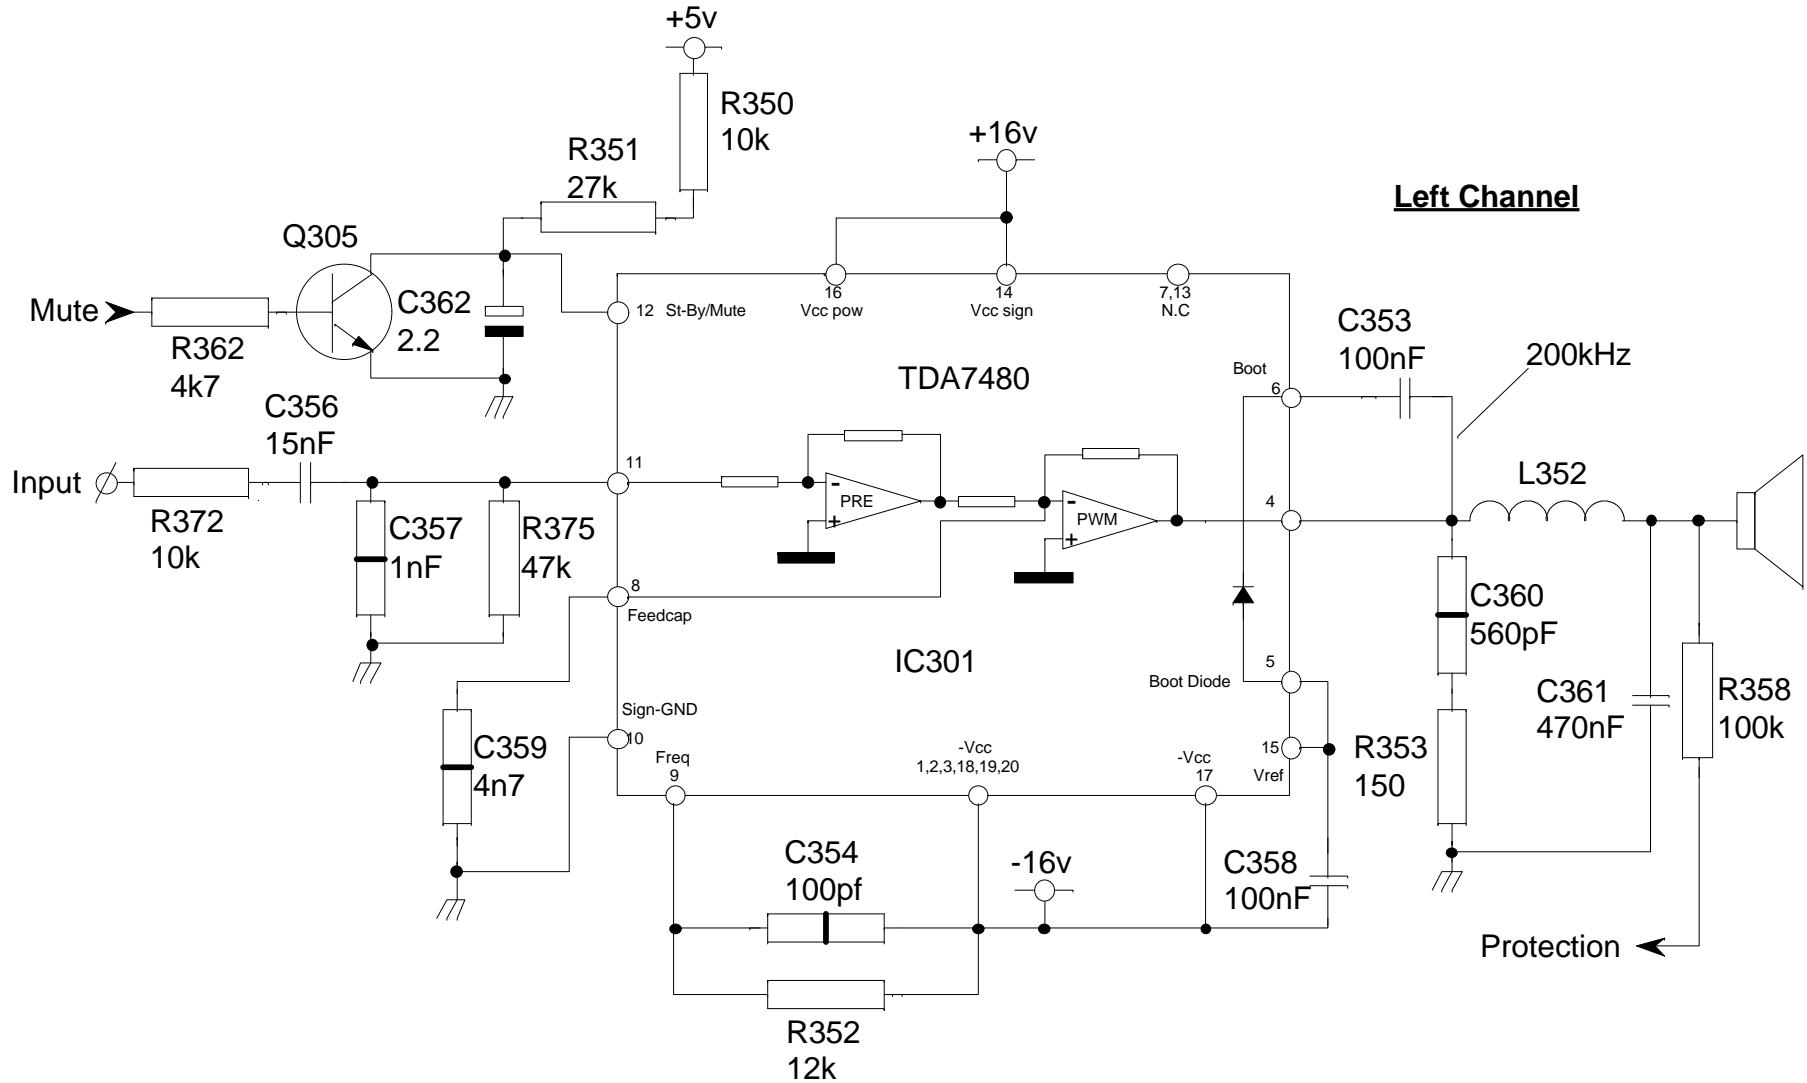 +5v
R350
10k
R351
27k
+16v
Left Channel
Q305
Mute
R362
4k7
C362
2.2
12 St-By/Mute
16
Vcc pow
14
Vcc sign
7,13
N.C
C353
100nF
200kHz
TDA7480
Boot
6
C356
15nF
Input
R372
10k
11
C357
1nF
R375
47k
-
PRE
+
-
PWM
+
4
L352
8
Feedcap
C360
560pF
IC301
5
Boot Diode
C361
470nF
R358
100k
Sign-GND
10
C359
4n7
Freq
9
-Vcc
1,2,3,18,19,20
-Vcc
17
15
Vref
R353
150
C354
100pf
-16v
C358
100nF
Protection
R352
12k